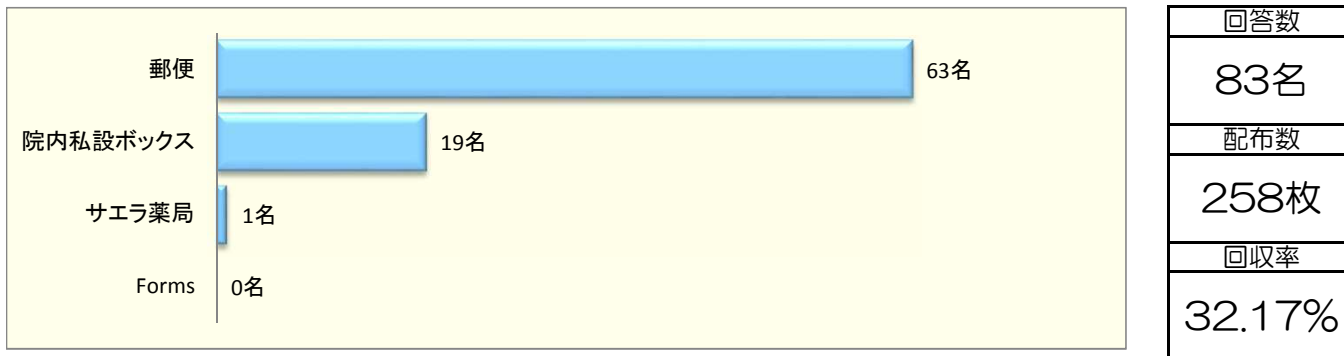 郵便
63名
院内私設ボックス
19名
サエラ薬局
1名
Forms
0名
回答数
83名
配布数
258枚
回収率
32.17%